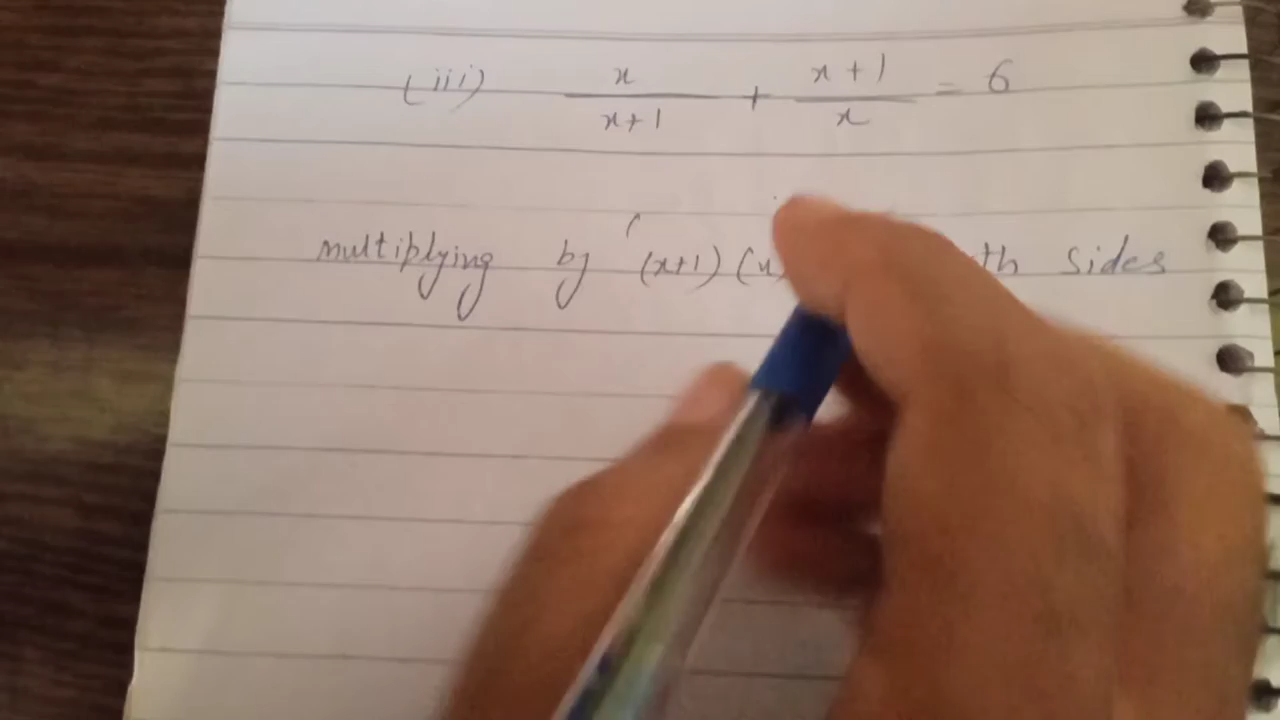 (iii) x/x+1 + x+1/x = 6
multiplying by (x+1) (x) sides